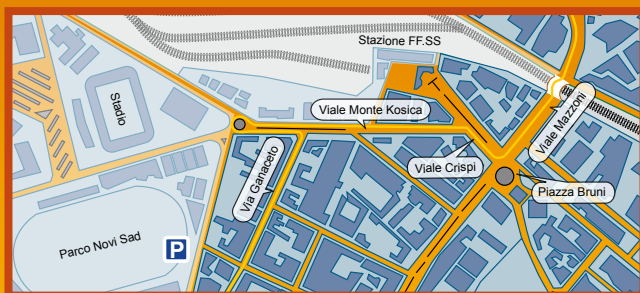 Stazione FF.SS
Stadio
Viale Monte Kosica
Viale Mazzoni
Viale Crispi
Via Ganaceto
Piazza Bruni
Parco Novi Sad
P